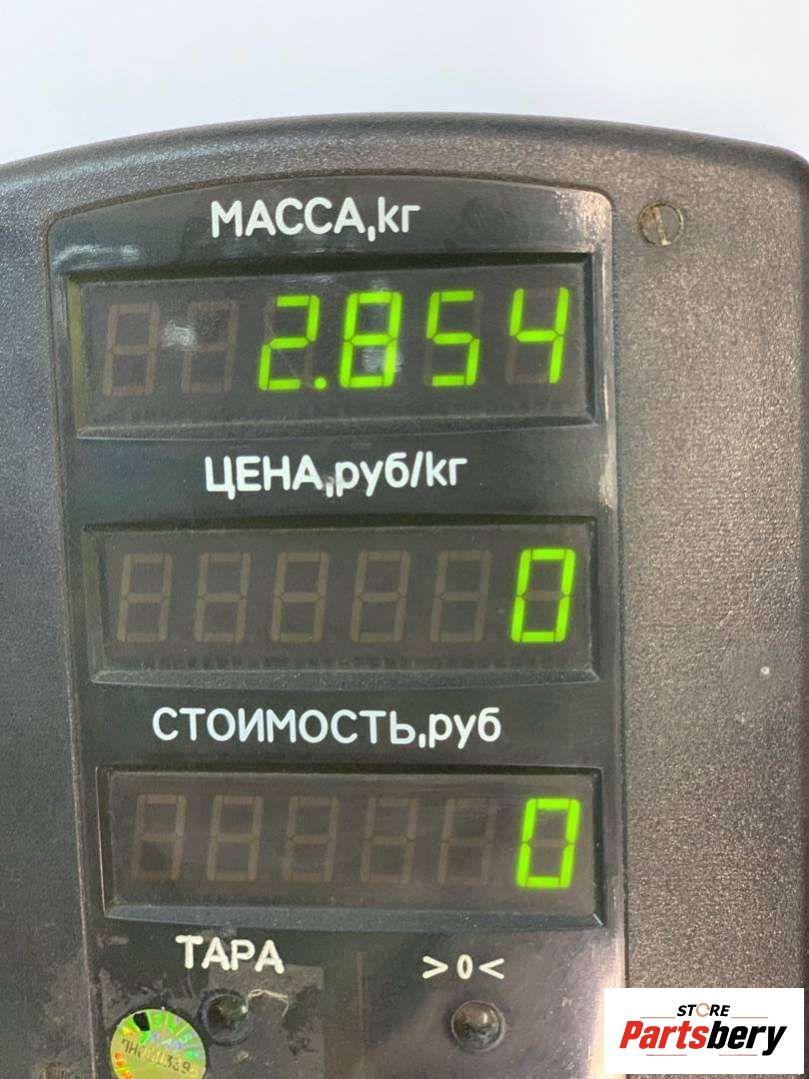 МАССА,кг
2.854
ЦЕНА,руб/кг
0
СТОИМОСТЬ,руб
0
ТАРА >0<
STORE
Partsbery